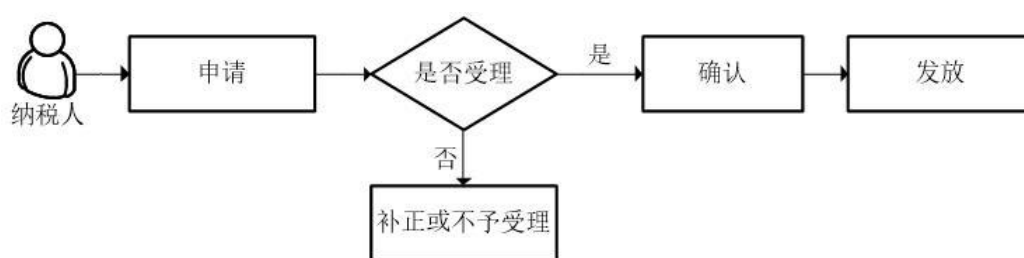 纳税人
申请
是否受理
是
确认
发放
否
补正或不予受理